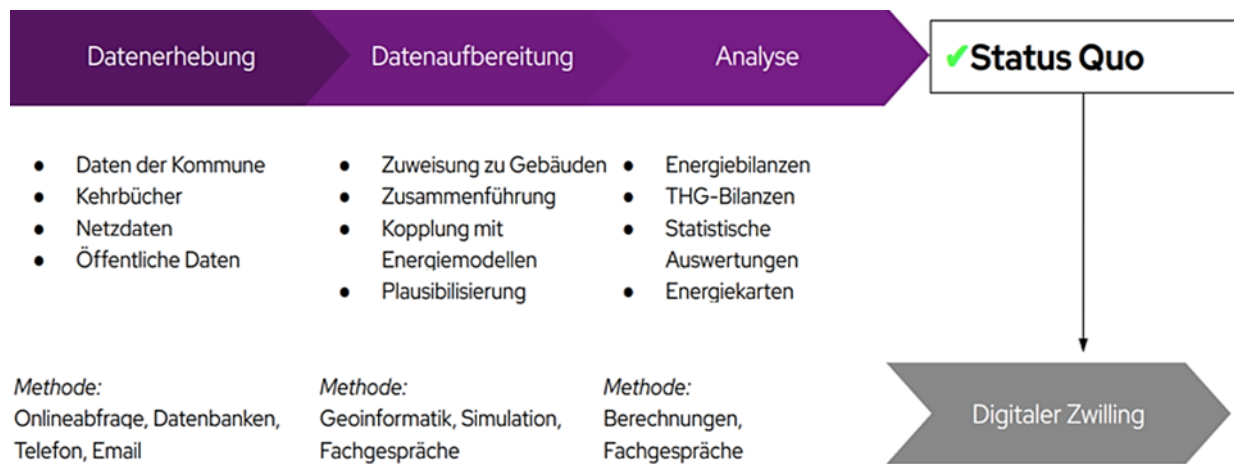 Datenerhebung
Datenaufbereitung
Analyse
✔Status Quo
● Daten der Kommune
● Kehrbücher
● Netzdaten
● Öffentliche Daten
● Zuweisung zu Gebäuden
● Zusammenführung
● Kopplung mit
Energiemodellen
● Plausibilisierung
● Energiebilanzen
● THG-Bilanzen
● Statistische
Auswertungen
● Energiekarten
Methode:
Onlineabfrage, Datenbanken,
Telefon, Email
Methode:
Geoinformatik, Simulation,
Fachgespräche
Methode:
Berechnungen,
Fachgespräche
Digitaler Zwilling